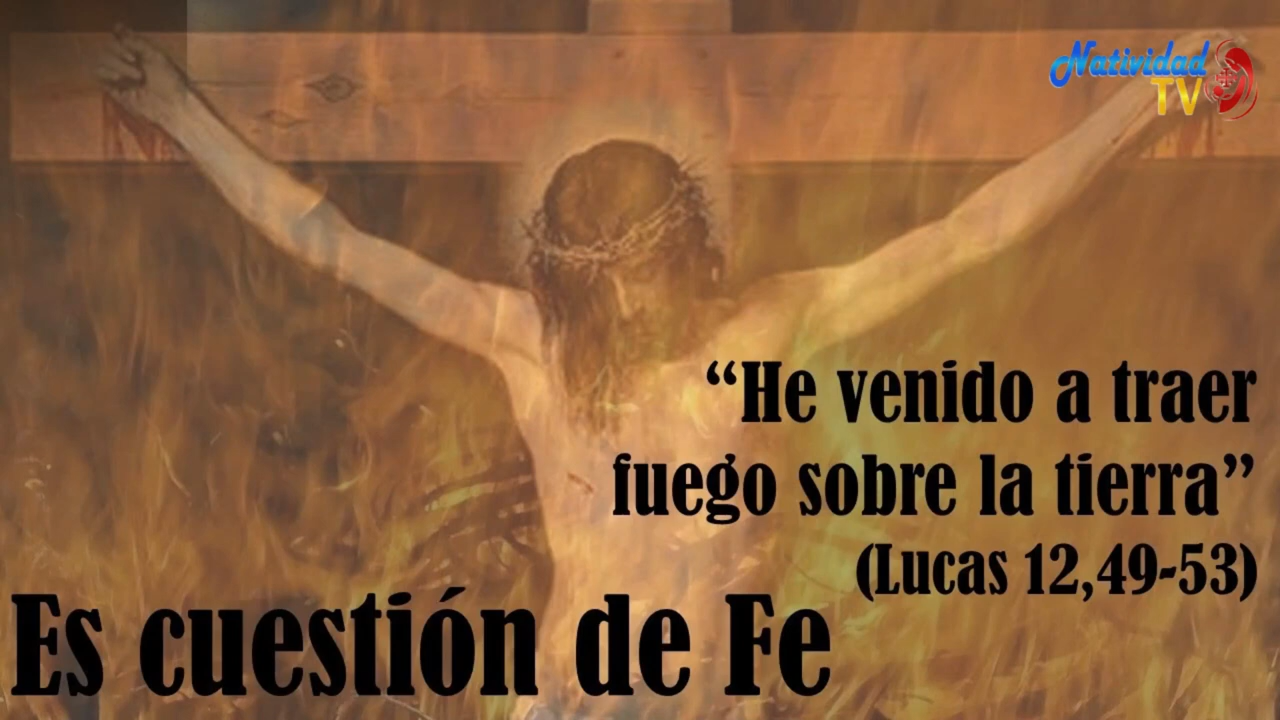 Natividad
TV
“He venido a traer
fuego sobre la tierra”
(Lucas 12,49-53)
Es cuestión de Fe